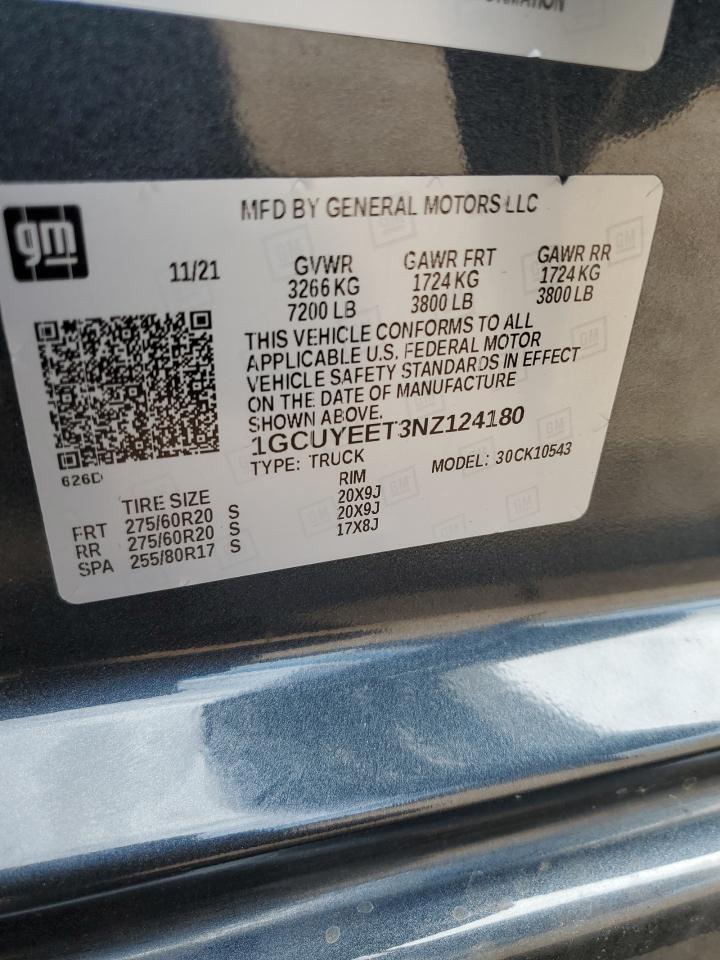 gm
MFD BY GENERAL MOTORS LLC
11/21
GVWR GAWR FRT GAWR RR
3266 KG 1724 KG 1724 KG
7200 LB 3800 LB 3800 LB
THIS VEHICLE CONFORMS TO ALL
APPLICABLE U.S. FEDERAL MOTOR
VEHICLE SAFETY STANDARDS IN EFFECT
ON THE DATE OF MANUFACTURE
SHOWN ABOVE.
1GCUYEET3NZ124180
TYPE: TRUCK MODEL: 30CK10543
626D
TIRE SIZE RIM
FRT 275/60R20 S 20X9J
RR 275/60R20 S 20X9J
SPA 255/80R17 S 17X8J